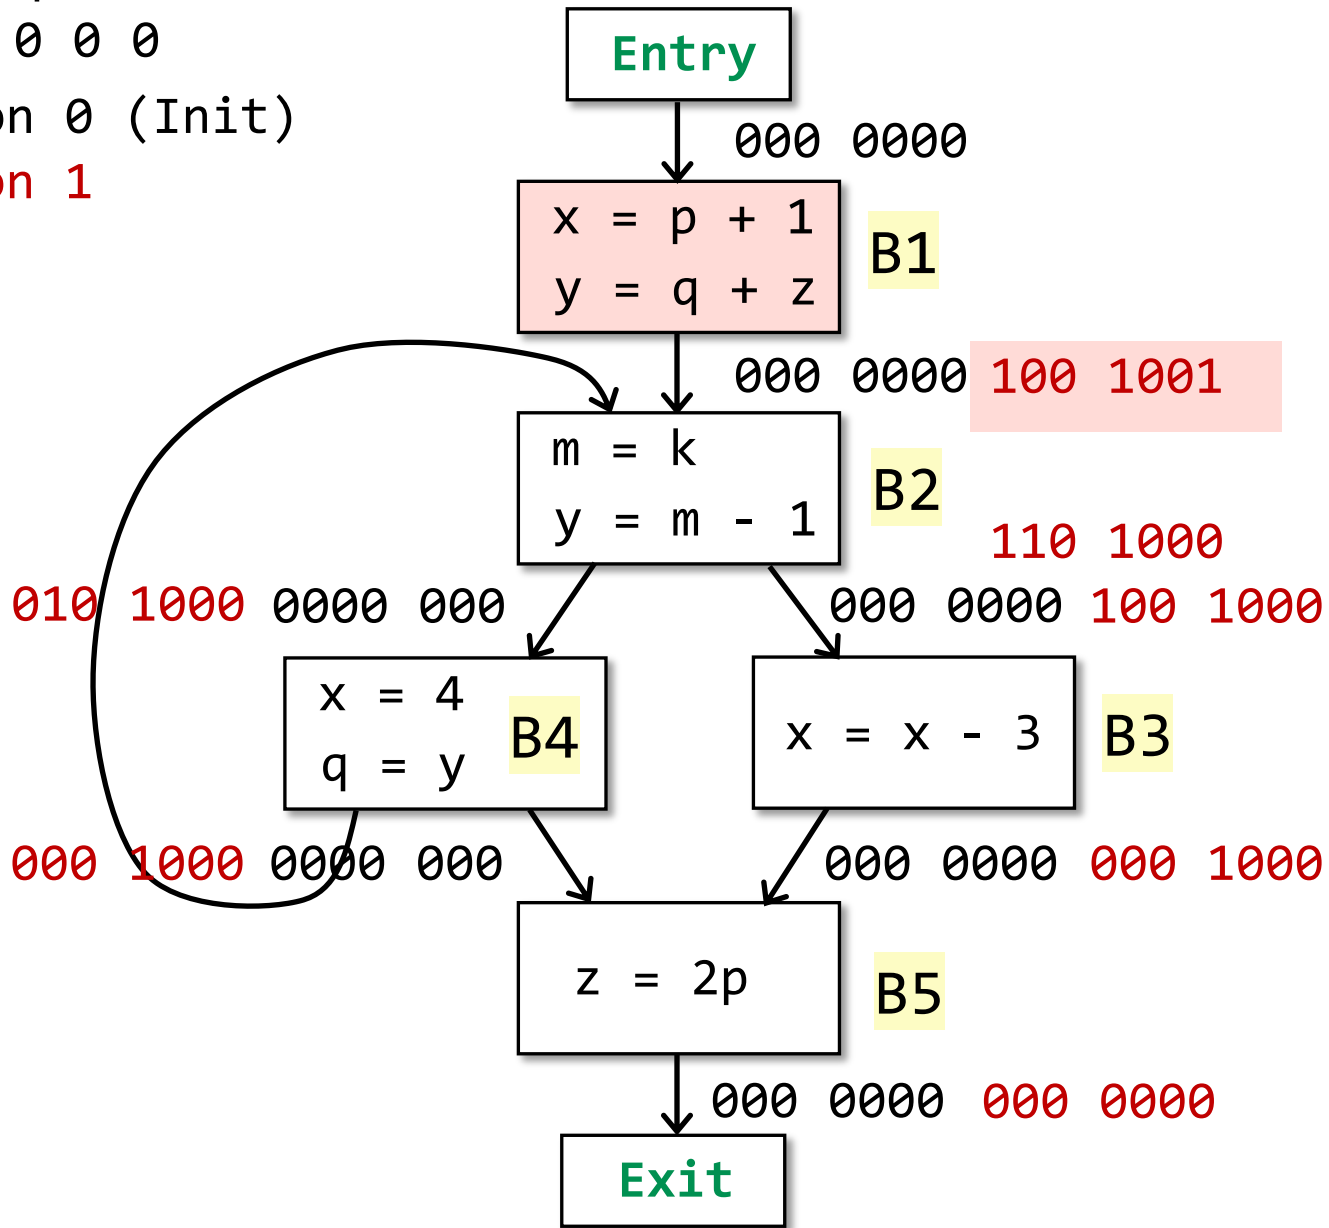 0 0 0
on 0 (Init)
on 1
Entry
000 0000
x = p + 1
y = q + z
B1
000 0000 100 1001
m = k
y = m - 1
B2
110 1000
010 1000 0000 000
000 0000 100 1000
x = 4
q = y
B4
x = x - 3
B3
000 1000 0000 000
000 0000 000 1000
z = 2p
B5
000 0000 000 0000
Exit